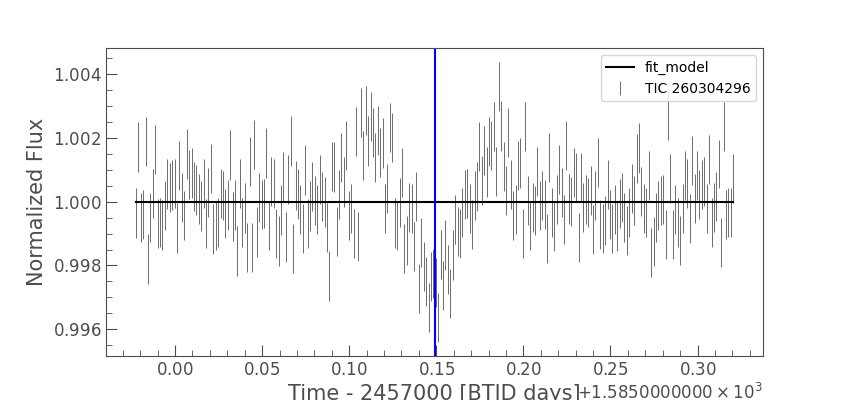 fit_model
TIC 260304296
Normalized Flux
1.004
1.002
1.000
0.998
0.996
0.00
0.05
0.10
0.15
0.20
0.25
0.30
Time - 2457000 [BTJD days]
+1.5850000000 × 10³